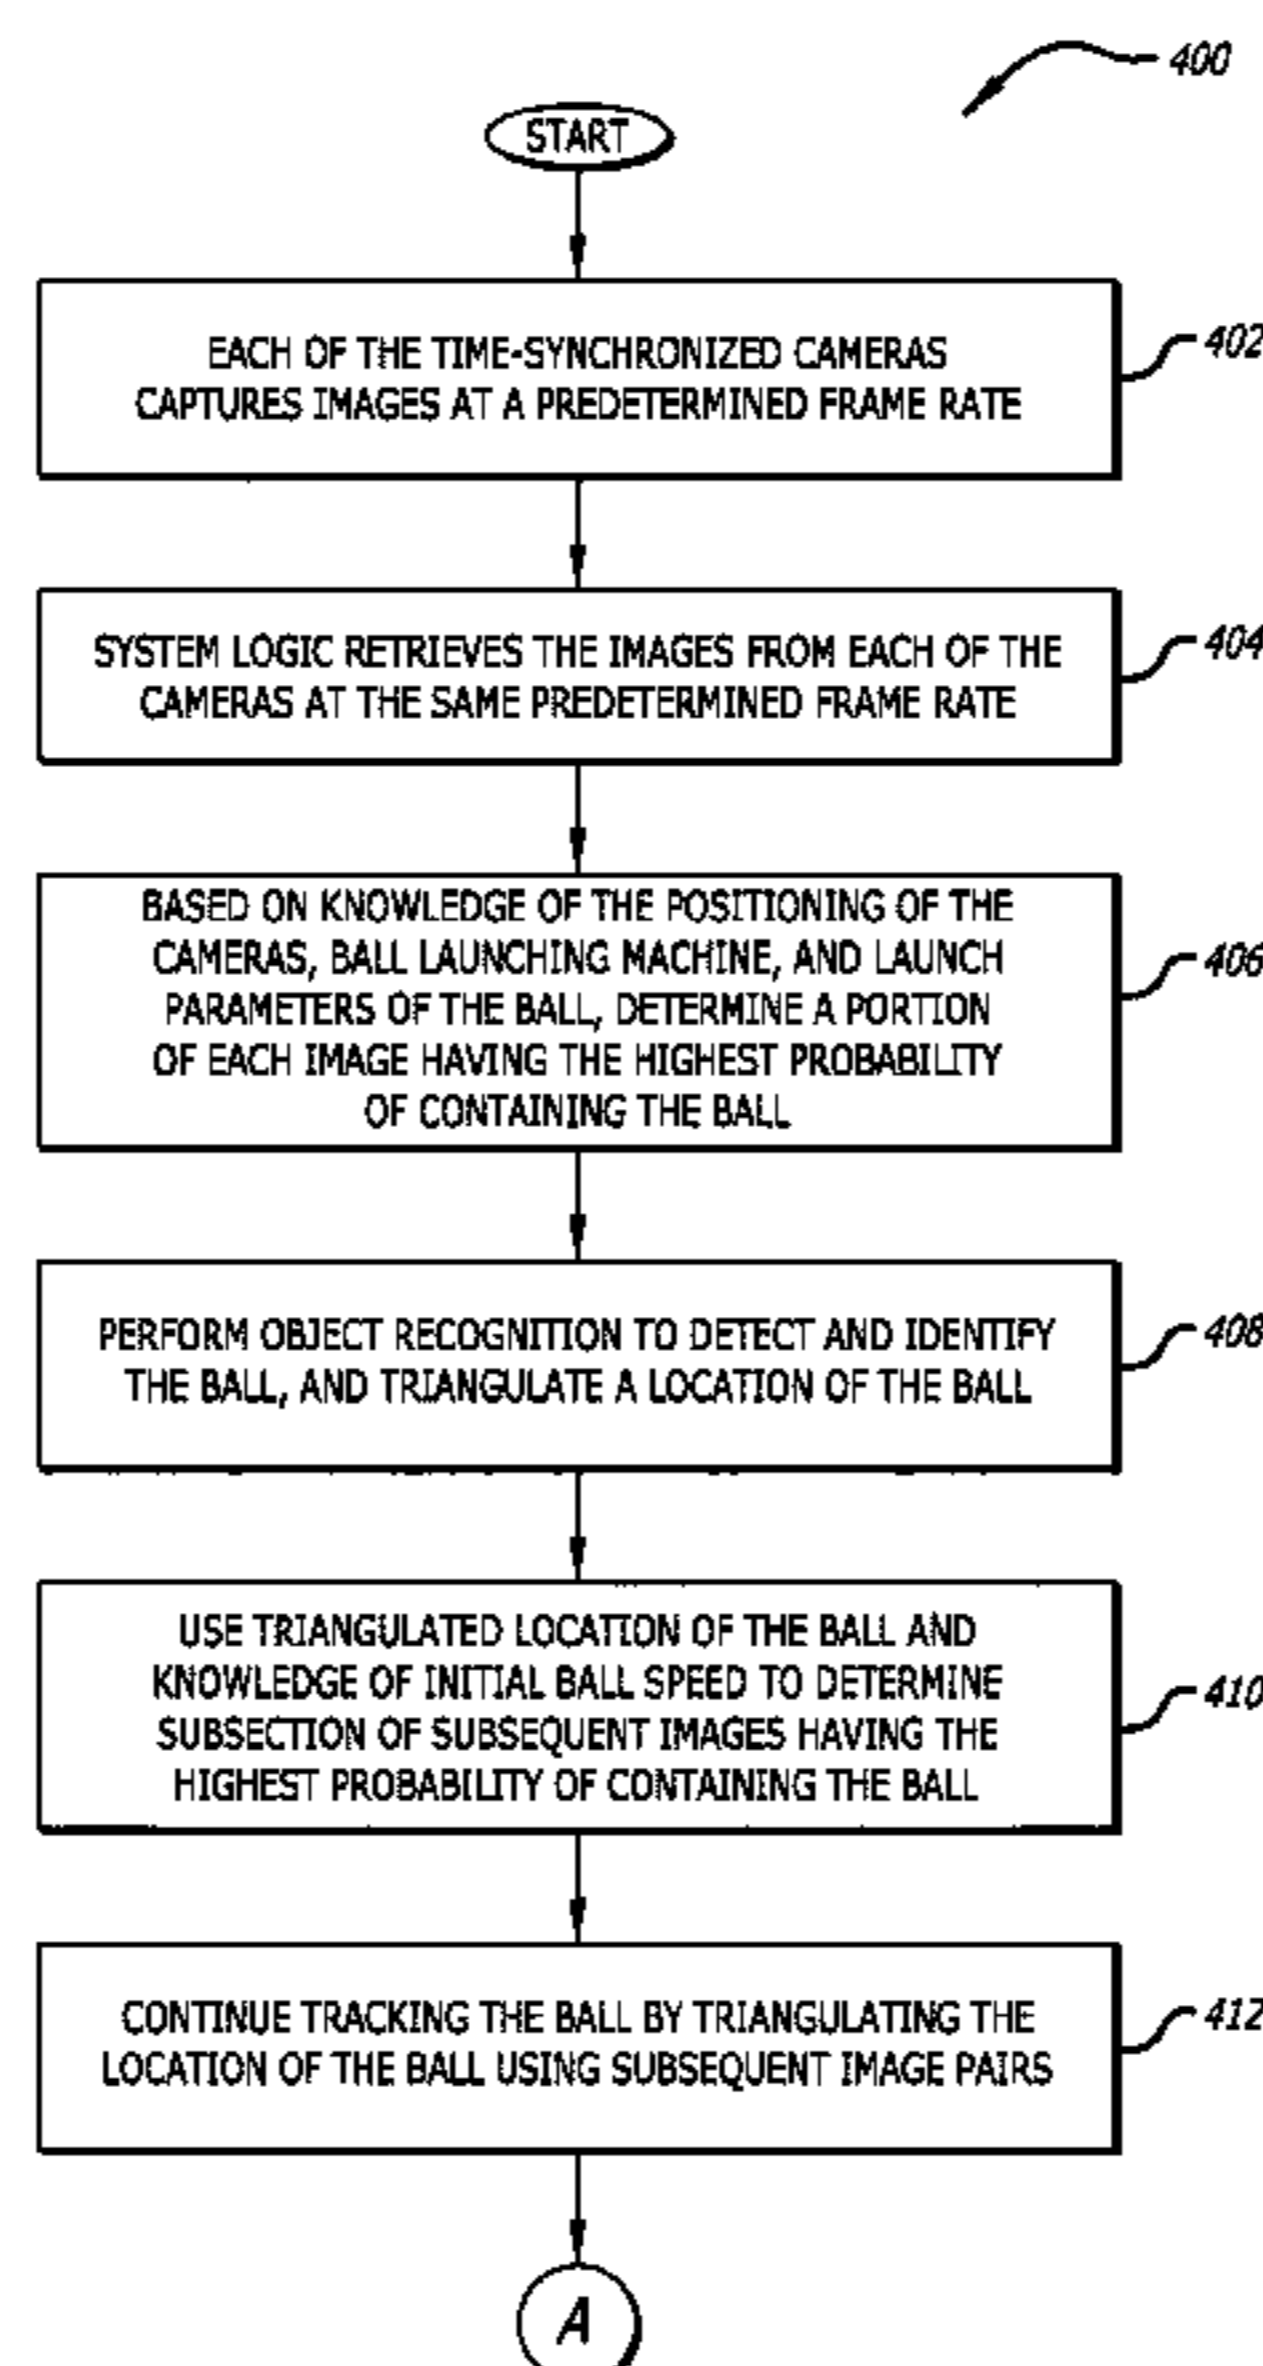 400
START
EACH OF THE TIME-SYNCHRONIZED CAMERAS
CAPTURES IMAGES AT A PREDETERMINED FRAME RATE
402
SYSTEM LOGIC RETRIEVES THE IMAGES FROM EACH OF THE
CAMERAS AT THE SAME PREDETERMINED FRAME RATE
404
BASED ON KNOWLEDGE OF THE POSITIONING OF THE
CAMERAS, BALL LAUNCHING MACHINE, AND LAUNCH
PARAMETERS OF THE BALL, DETERMINE A PORTION
OF EACH IMAGE HAVING THE HIGHEST PROBABILITY
OF CONTAINING THE BALL
406
PERFORM OBJECT RECOGNITION TO DETECT AND IDENTIFY
THE BALL, AND TRIANGULATE A LOCATION OF THE BALL
408
USE TRIANGULATED LOCATION OF THE BALL AND
KNOWLEDGE OF INITIAL BALL SPEED TO DETERMINE
SUBSECTION OF SUBSEQUENT IMAGES HAVING THE
HIGHEST PROBABILITY OF CONTAINING THE BALL
410
CONTINUE TRACKING THE BALL BY TRIANGULATING THE
LOCATION OF THE BALL USING SUBSEQUENT IMAGE PAIRS
412
A